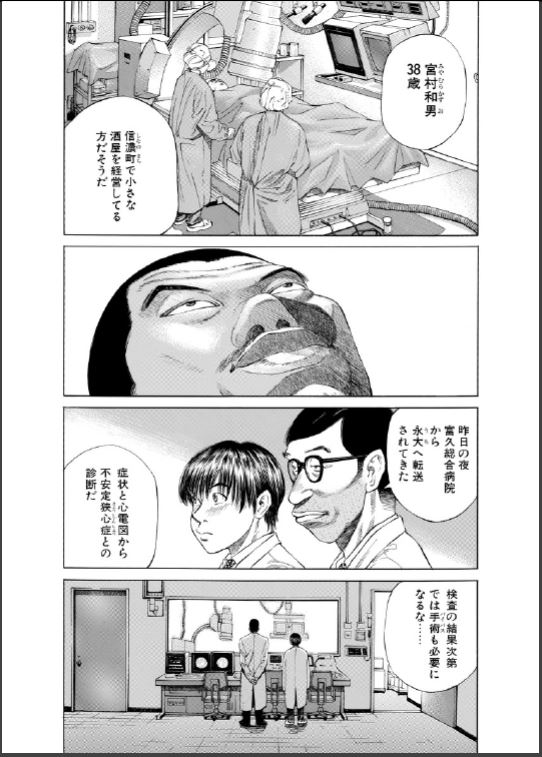 宮村和男
38歳
信濃町で小さな
酒屋を経営してる
方だそうだ
昨日の夜
富久総合病院
から
永大へ転送
されてきた
症状と心電図から
不安定狭心症との
診断だ
検査の結果次第
では手術も必要に
なるな……